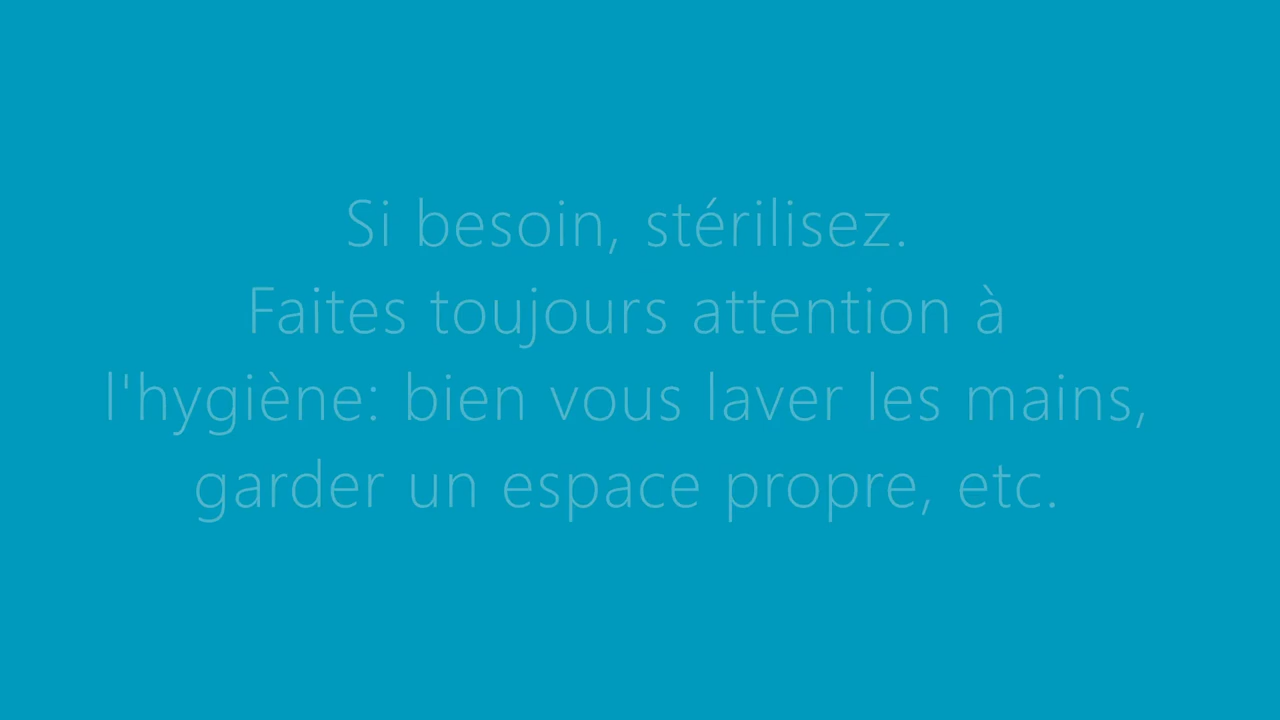 Si besoin, stérilisez.
Faites toujours attention à
l'hygiène: bien vous laver les mains,
garder un espace propre, etc.